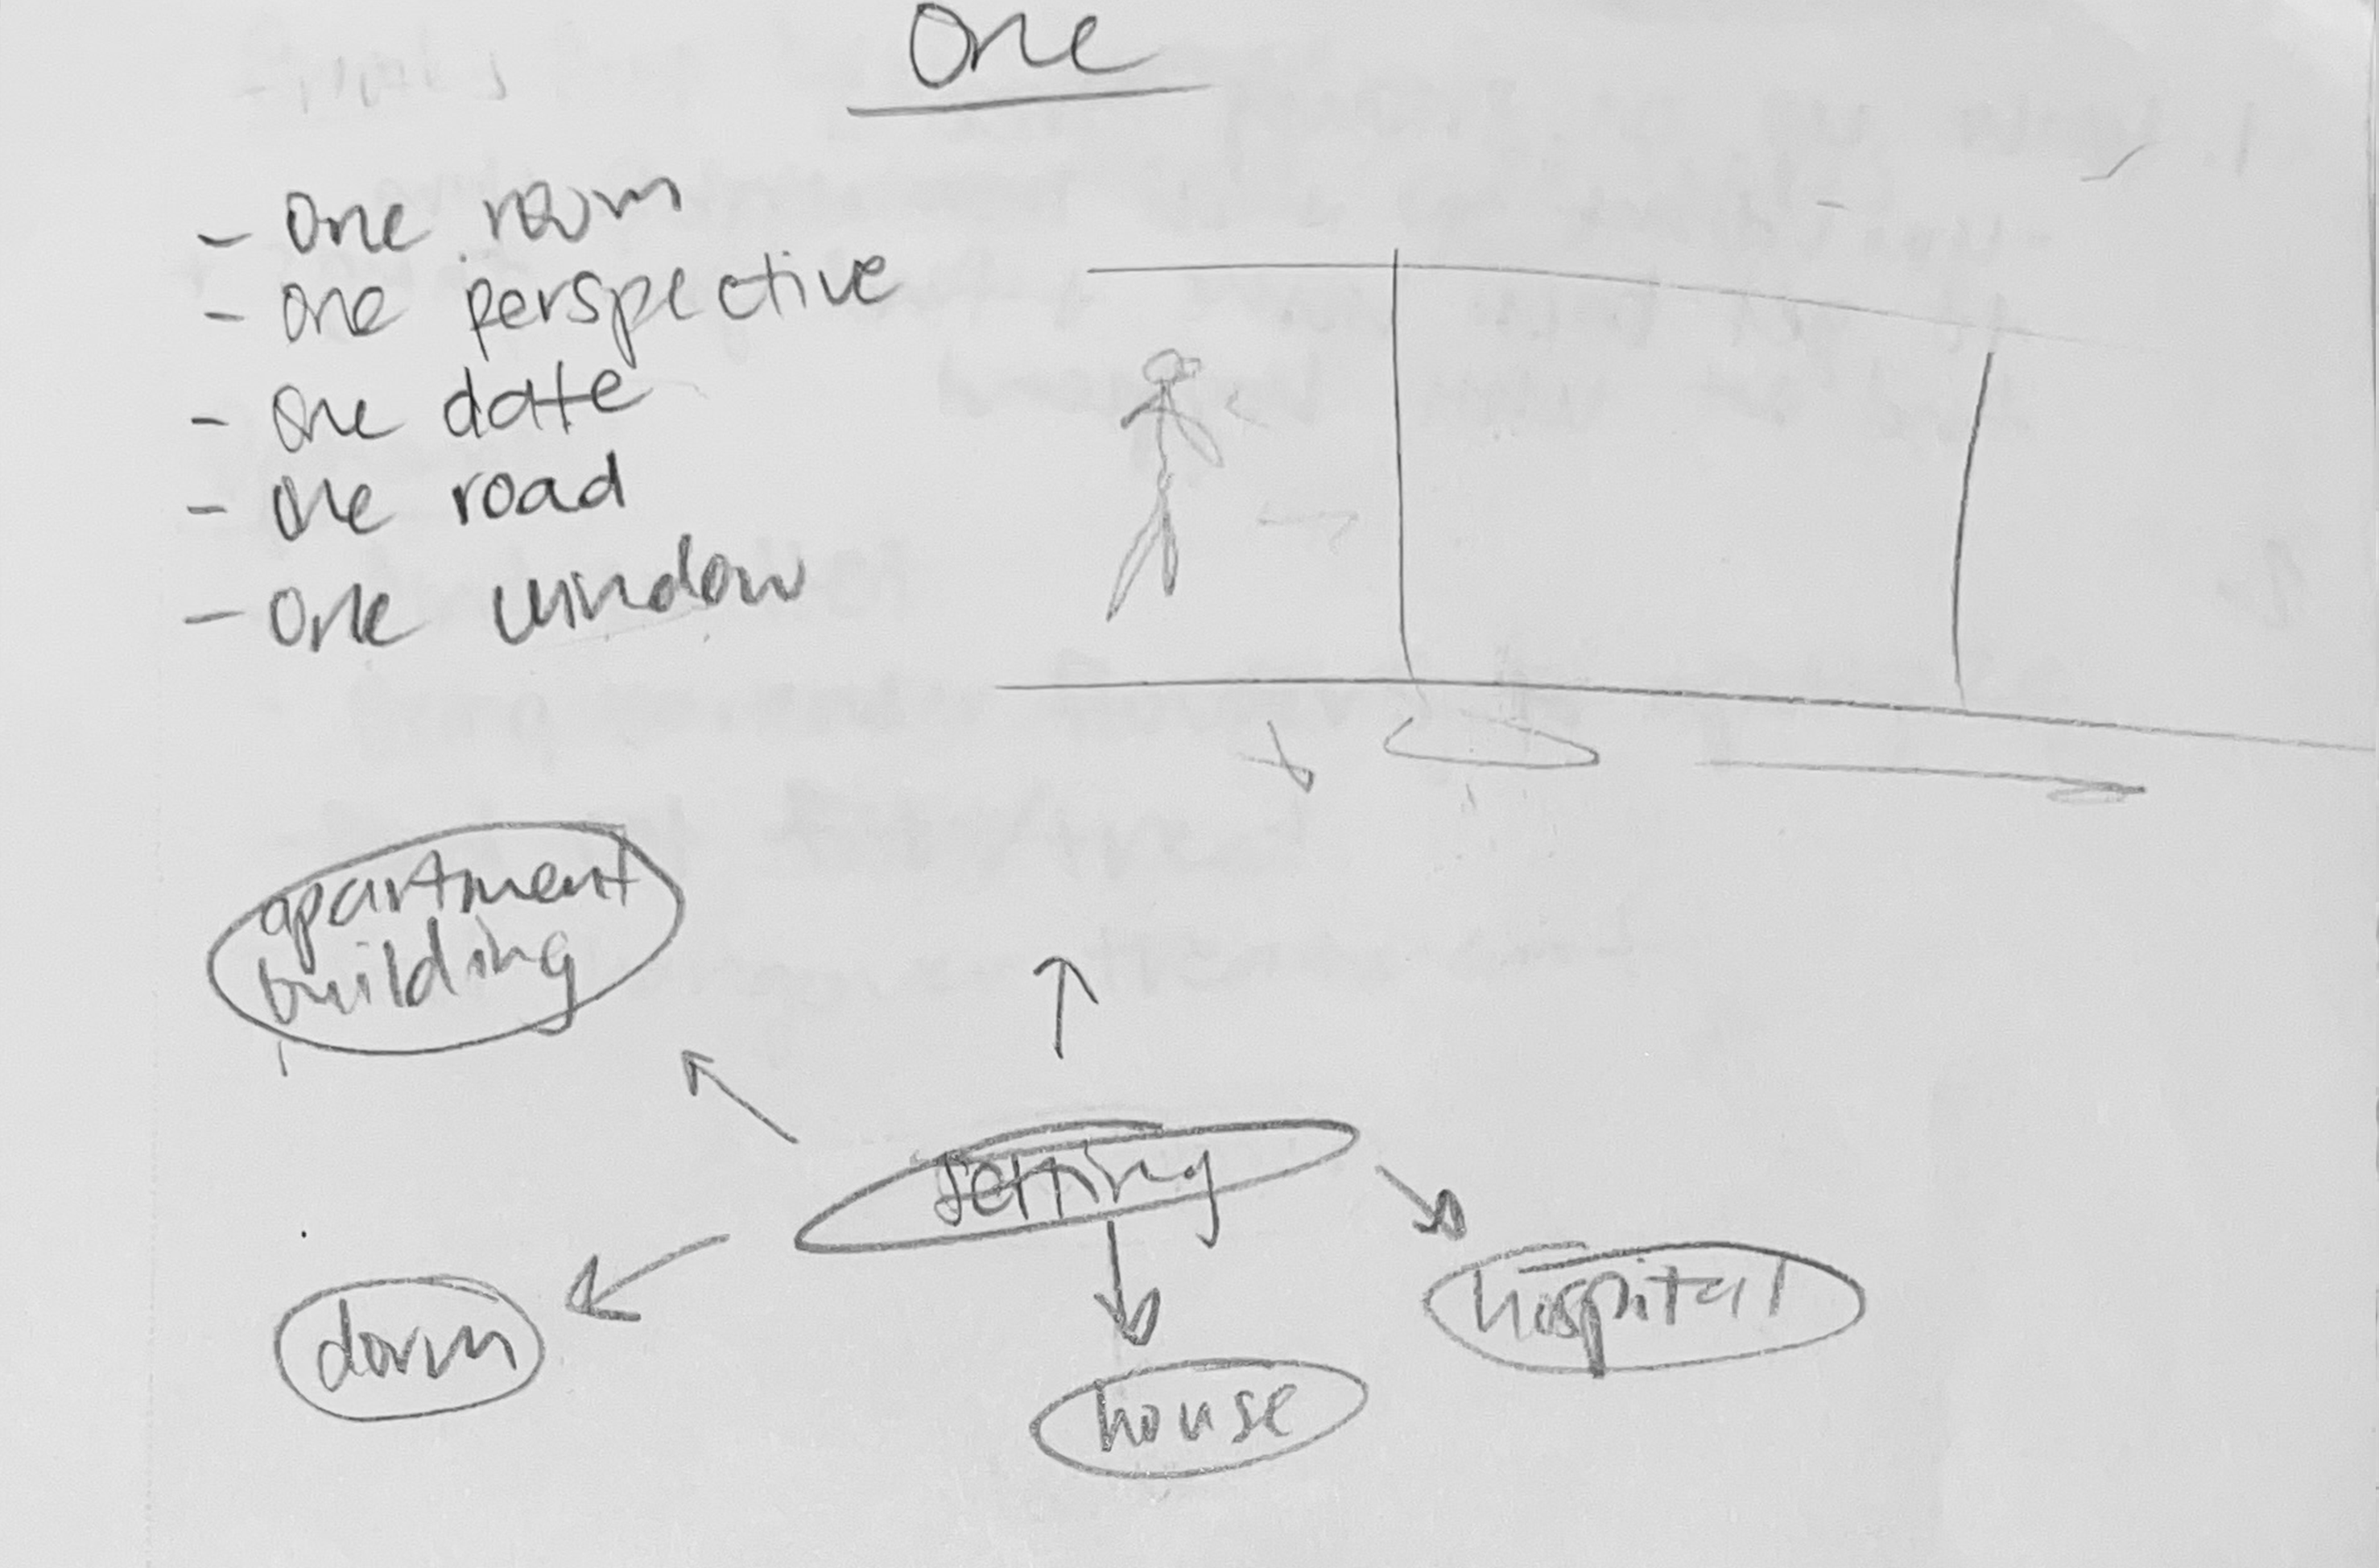 One
- One room
- One perspective
- One date
- One road
- One window
apartment
building
setting
hospital
dorm
house